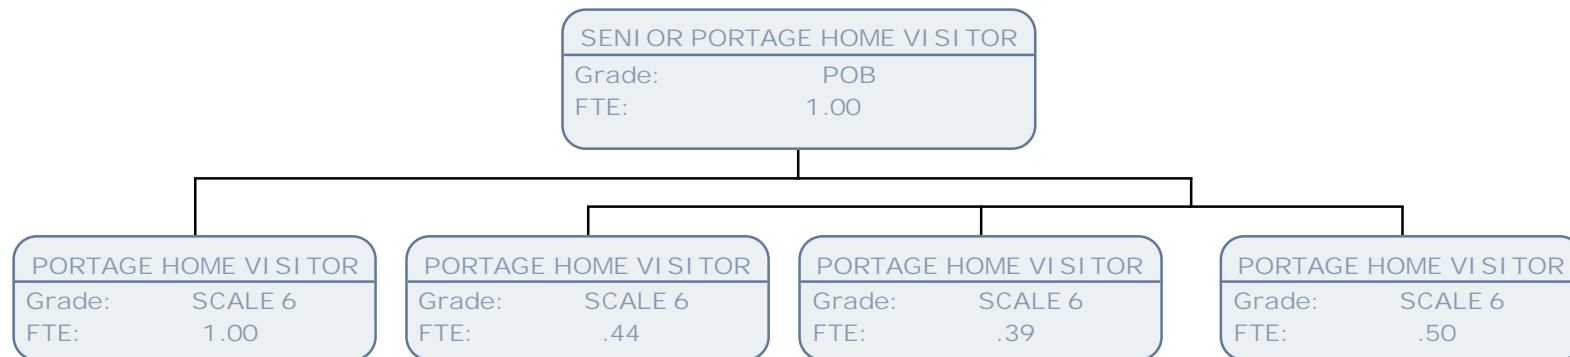 SENIOR PORTAGE HOME VISITOR
Grade: POB
FTE: 1.00
PORTAGE HOME VISITOR
Grade: SCALE 6
FTE: 1.00
PORTAGE HOME VISITOR
Grade: SCALE 6
FTE: .44
PORTAGE HOME VISITOR
Grade: SCALE 6
FTE: .39
PORTAGE HOME VISITOR
Grade: SCALE 6
FTE: .50